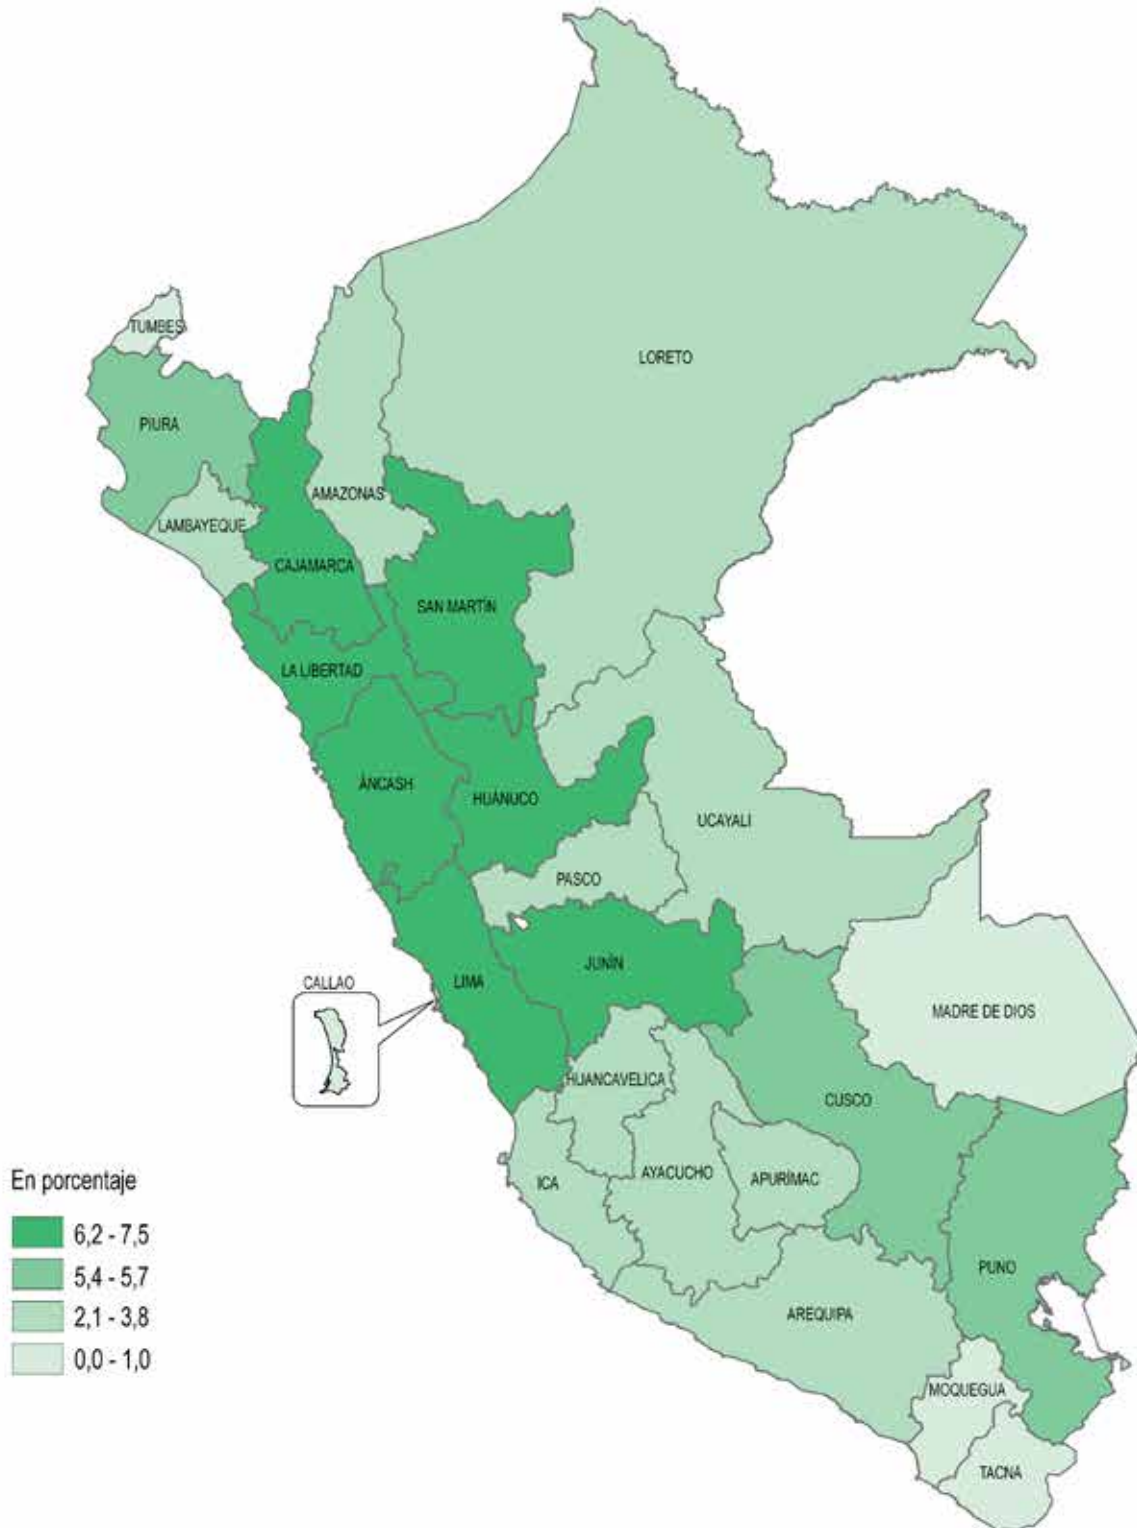 TUMBES
LORETO
PIURA
AMAZONAS
LAMBAYEQUE
CAJAMARCA
SAN MARTÍN
LA LIBERTAD
ÀNCASH
HUÁNUCO
UCAYALI
PASCO
JUNÍN
LIMA
CALLAO
MADRE DE DIOS
HUANCAVELICA
CUSCO
AYACUCHO
APURÍMAC
ICA
En porcentaje
6,2 - 7,5
5,4 - 5,7
2,1 - 3,8
0,0 - 1,0
PUNO
AREQUIPA
MOQUEGUA
TACNA